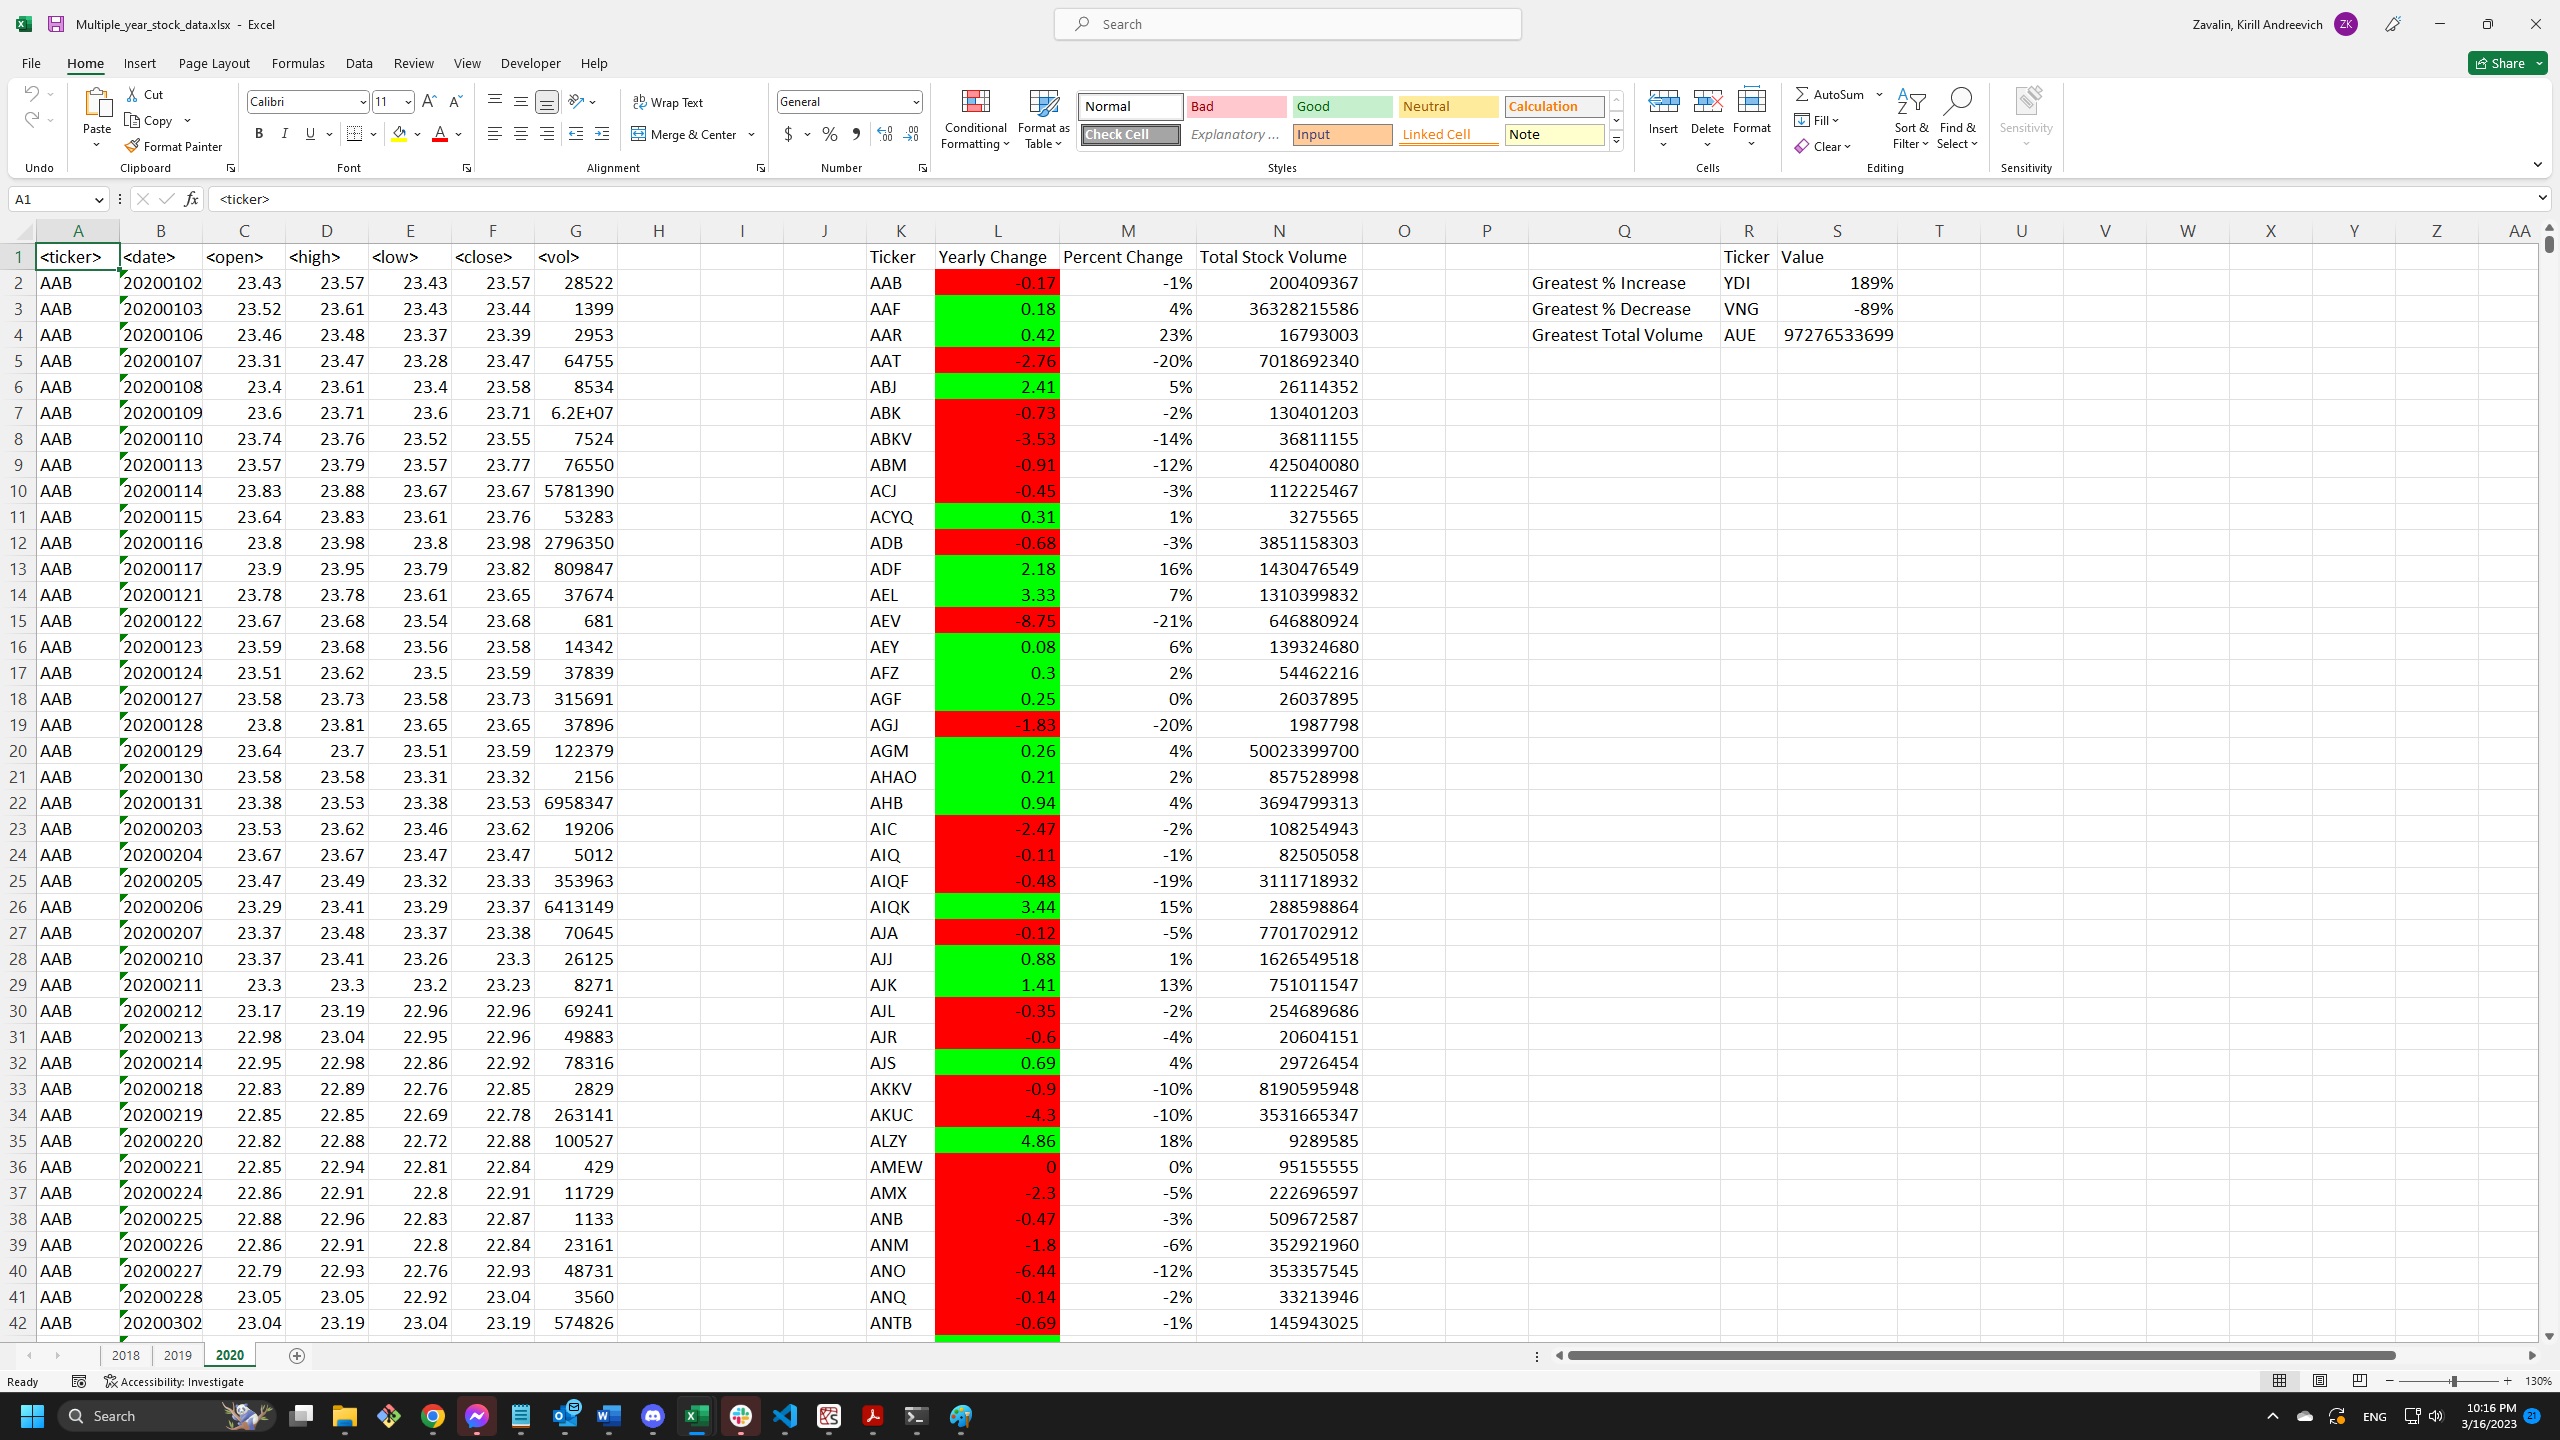 Multiple_year_stock_data.xlsx - Excel
Search
Zavalin, Kirill Andreevich ZK
File Home Insert Page Layout Formulas Data Review View Developer Help Share
Cut
Copy
Format Painter
Paste
Calibri 11
B I U A
Wrap Text
Merge & Center
General
$ % 9
Conditional Formatting
Format as Table
Normal Bad Good Neutral Calculation
Check Cell Explanatory ... Input Linked Cell Note
Insert Delete Format
AutoSum
Fill
Clear
Sort & Filter
Find & Select
Sensitivity
Undo Clipboard Font Alignment Number Styles Cells Editing Sensitivity
A1 fx <ticker>
A B C D E F G H I J K L M N O P Q R S T U V W X Y Z AA
1 <ticker> <date> <open> <high> <low> <close> <vol> Ticker Yearly Change Percent Change Total Stock Volume Ticker Value
2 AAB 20200102 23.43 23.57 23.43 23.57 28522 AAB -0.17 -1% 200409367 Greatest % Increase YDI 189%
3 AAB 20200103 23.52 23.61 23.43 23.44 1399 AAF 0.18 4% 36328215586 Greatest % Decrease VNG -89%
4 AAB 20200106 23.46 23.48 23.37 23.39 2953 AAR 0.42 23% 16793003 Greatest Total Volume AUE 97276533699
5 AAB 20200107 23.31 23.47 23.28 23.47 64755 AAT -2.76 -20% 7018692340
6 AAB 20200108 23.4 23.61 23.4 23.58 8534 ABJ 2.41 5% 26114352
7 AAB 20200109 23.6 23.71 23.6 23.71 6.2E+07 ABK -0.73 -2% 130401203
8 AAB 20200110 23.74 23.76 23.52 23.55 7524 ABKV -3.53 -14% 36811155
9 AAB 20200113 23.57 23.79 23.57 23.77 76550 ABM -0.91 -12% 425040080
10 AAB 20200114 23.83 23.88 23.67 23.67 5781390 ACJ -0.45 -3% 112225467
11 AAB 20200115 23.64 23.83 23.61 23.76 53283 ACYQ 0.31 1% 3275565
12 AAB 20200116 23.8 23.98 23.8 23.98 2796350 ADB -0.68 -3% 3851158303
13 AAB 20200117 23.9 23.95 23.79 23.82 809847 ADF 2.18 16% 1430476549
14 AAB 20200121 23.78 23.78 23.61 23.65 37674 AEL 3.33 7% 1310399832
15 AAB 20200122 23.67 23.68 23.54 23.68 681 AEV -8.75 -21% 646880924
16 AAB 20200123 23.59 23.68 23.56 23.58 14342 AEY 0.08 6% 139324680
17 AAB 20200124 23.51 23.62 23.5 23.59 37839 AFZ 0.3 2% 54462216
18 AAB 20200127 23.58 23.73 23.58 23.73 315691 AGF 0.25 0% 26037895
19 AAB 20200128 23.8 23.81 23.65 23.65 37896 AGJ -1.83 -20% 1987798
20 AAB 20200129 23.64 23.7 23.51 23.59 122379 AGM 0.26 4% 50023399700
21 AAB 20200130 23.58 23.58 23.31 23.32 2156 AHAO 0.21 2% 857528998
22 AAB 20200131 23.38 23.53 23.38 23.53 6958347 AHB 0.94 4% 3694799313
23 AAB 20200203 23.53 23.62 23.46 23.62 19206 AIC -2.47 -2% 108254943
24 AAB 20200204 23.67 23.67 23.47 23.47 5012 AIQ -0.11 -1% 82505058
25 AAB 20200205 23.47 23.49 23.32 23.33 353963 AIQF -0.48 -19% 3111718932
26 AAB 20200206 23.29 23.41 23.29 23.37 6413149 AIQK 3.44 15% 288598864
27 AAB 20200207 23.37 23.48 23.37 23.38 70645 AJA -0.12 -5% 7701702912
28 AAB 20200210 23.37 23.41 23.26 23.3 26125 AJJ 0.88 1% 1626549518
29 AAB 20200211 23.3 23.3 23.2 23.23 8271 AJK 1.41 13% 751011547
30 AAB 20200212 23.17 23.19 22.96 22.96 69241 AJL -0.35 -2% 254689686
31 AAB 20200213 22.98 23.04 22.95 22.96 49883 AJR -0.6 -4% 20604151
32 AAB 20200214 22.95 22.98 22.86 22.92 78316 AJS 0.69 4% 29726454
33 AAB 20200218 22.83 22.89 22.76 22.85 2829 AKKV -0.9 -10% 8190595948
34 AAB 20200219 22.85 22.85 22.69 22.78 263141 AKUC -4.3 -10% 3531665347
35 AAB 20200220 22.82 22.88 22.72 22.88 100527 ALZY 4.86 18% 9289585
36 AAB 20200221 22.85 22.94 22.81 22.84 429 AMEW 0 0% 95155555
37 AAB 20200224 22.86 22.91 22.8 22.91 11729 AMX -2.3 -5% 222696597
38 AAB 20200225 22.88 22.96 22.83 22.87 1133 ANB -0.47 -3% 509672587
39 AAB 20200226 22.86 22.91 22.8 22.84 23161 ANM -1.8 -6% 352921960
40 AAB 20200227 22.79 22.93 22.76 22.93 48731 ANO -6.44 -12% 353357545
41 AAB 20200228 23.05 23.05 22.92 23.04 3560 ANQ -0.14 -2% 33213946
42 AAB 20200302 23.04 23.19 23.04 23.19 574826 ANTB -0.69 -1% 145943025
2018 2019 2020
Ready Accessibility: Investigate 130%
Search ENG 10:16 PM
3/16/2023 21